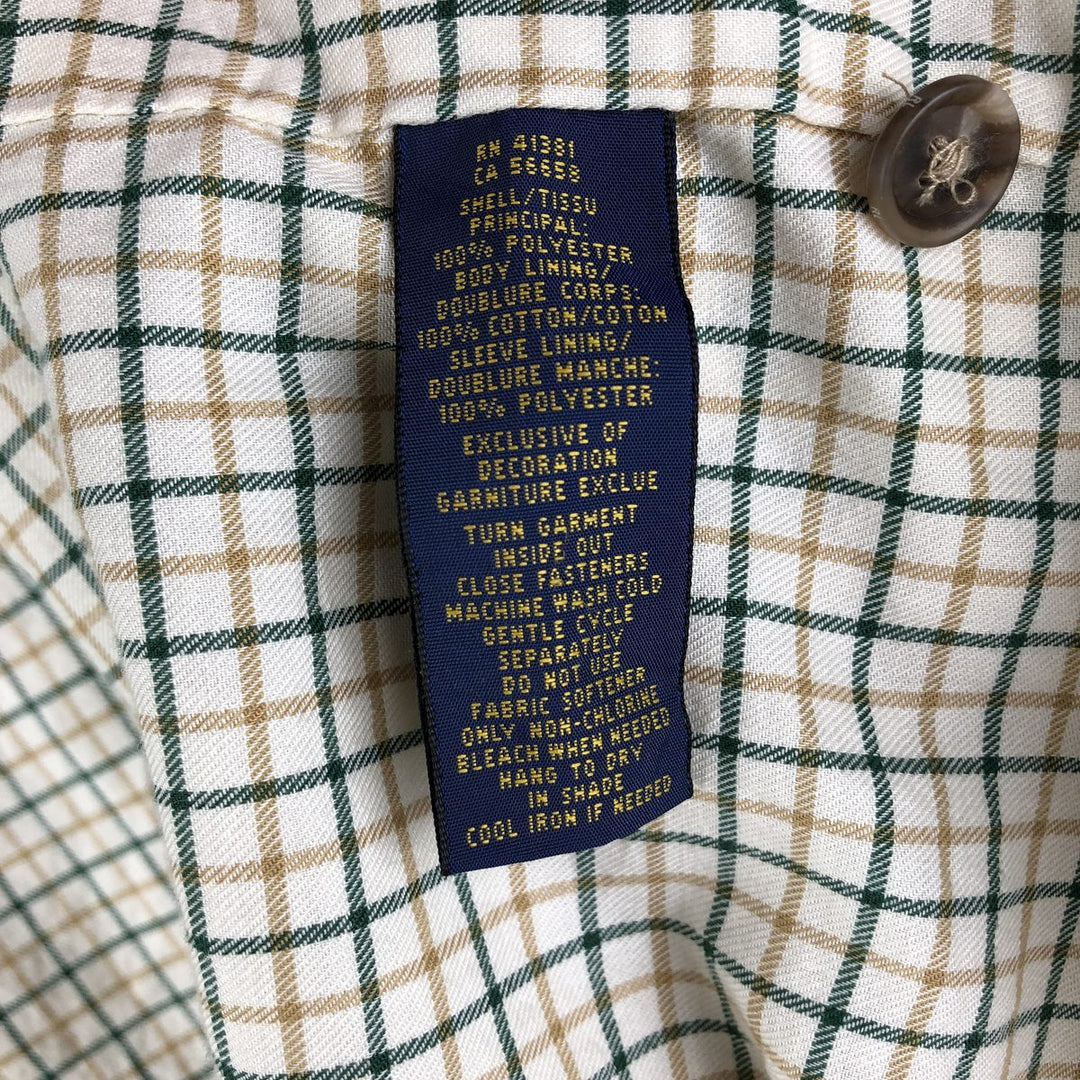 RN 41381
CA 56658
SHELL/TISSU
PRINCIPAL:
100% POLYESTER
BODY LINING/
DOUBLURE CORPS:
100% COTTON/COTON
SLEEVE LINING/
DOUBLURE MANCHE:
100% POLYESTER
EXCLUSIVE OF
DECORATION
GARNITURE EXCLUE
TURN GARMENT
INSIDE OUT
CLOSE FASTENERS
MACHINE WASH COLD
GENTLE CYCLE
SEPARATELY
DO NOT USE
FABRIC SOFTENER
ONLY NON-CHLORINE
BLEACH WHEN NEEDED
HANG TO DRY
IN SHADE
COOL IRON IF NEEDED